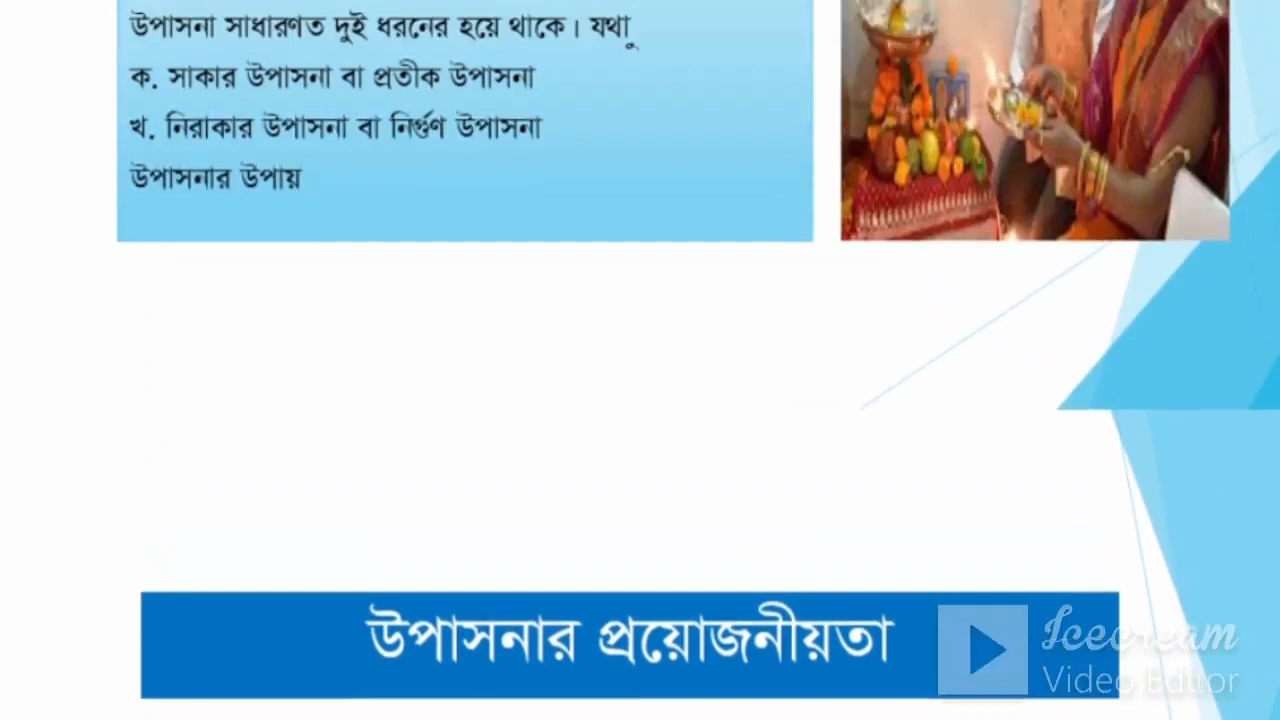 উপাসনা সাধারণত দুই ধরনের হয়ে থাকে। যথাু
ক. সাকার উপাসনা বা প্রতীক উপাসনা
খ. নিরাকার উপাসনা বা নির্গুণ উপাসনা
উপাসনার উপায়
উপাসনার প্রয়োজনীয়তা
Icecream
Video Editor